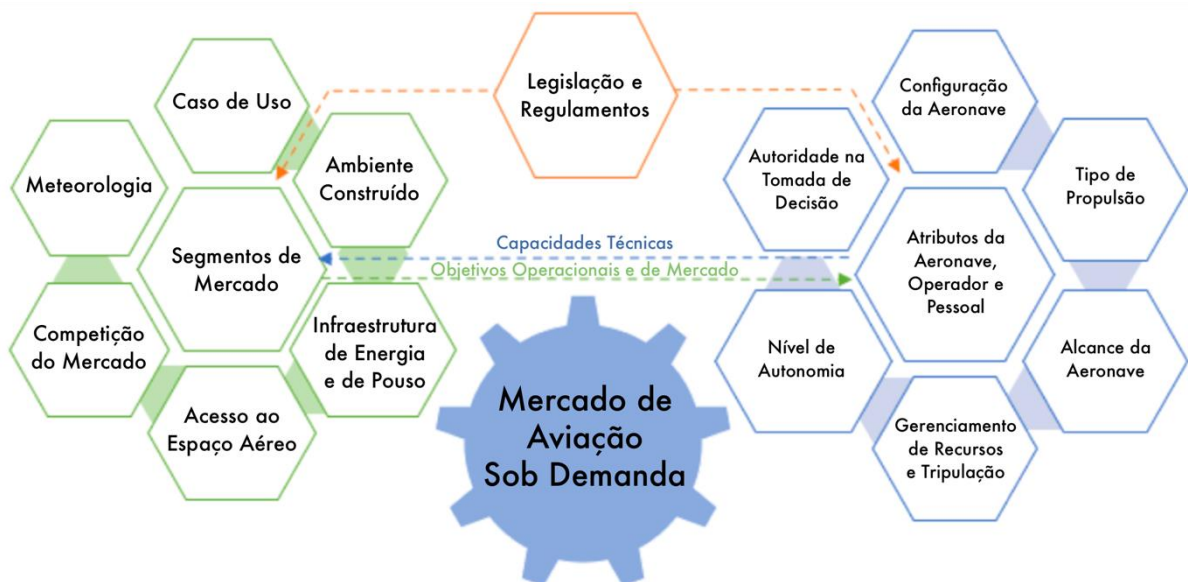 Caso de Uso
Meteorologia
Ambiente
Construído
Segmentos de
Mercado
Competição
do Mercado
Infraestrutura
de Energia
e de Pouso
Acesso ao
Espaço Aéreo
Legislação e
Regulamentos
Capacidades Técnicas
Objetivos Operacionais e de Mercado
Mercado de
Aviação
Sob Demanda
Configuração
da Aeronave
Autoridade na
Tomada de
Decisão
Tipo de
Propulsão
Atributos da
Aeronave,
Operador e
Pessoal
Nível de
Autonomia
Alcance da
Aeronave
Gerenciamento
de Recursos
e Tripulação